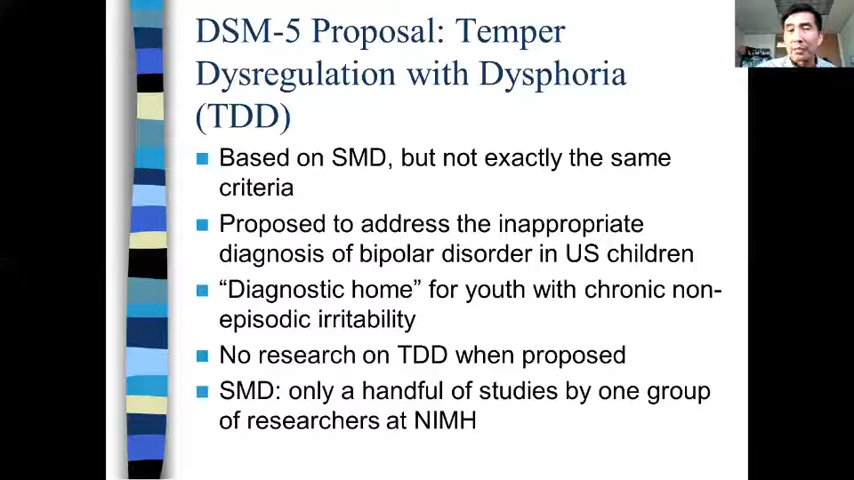 DSM-5 Proposal: Temper
Dysregulation with Dysphoria
(TDD)
Based on SMD, but not exactly the same
criteria
Proposed to address the inappropriate
diagnosis of bipolar disorder in US children
“Diagnostic home” for youth with chronic non-
episodic irritability
No research on TDD when proposed
SMD: only a handful of studies by one group
of researchers at NIMH